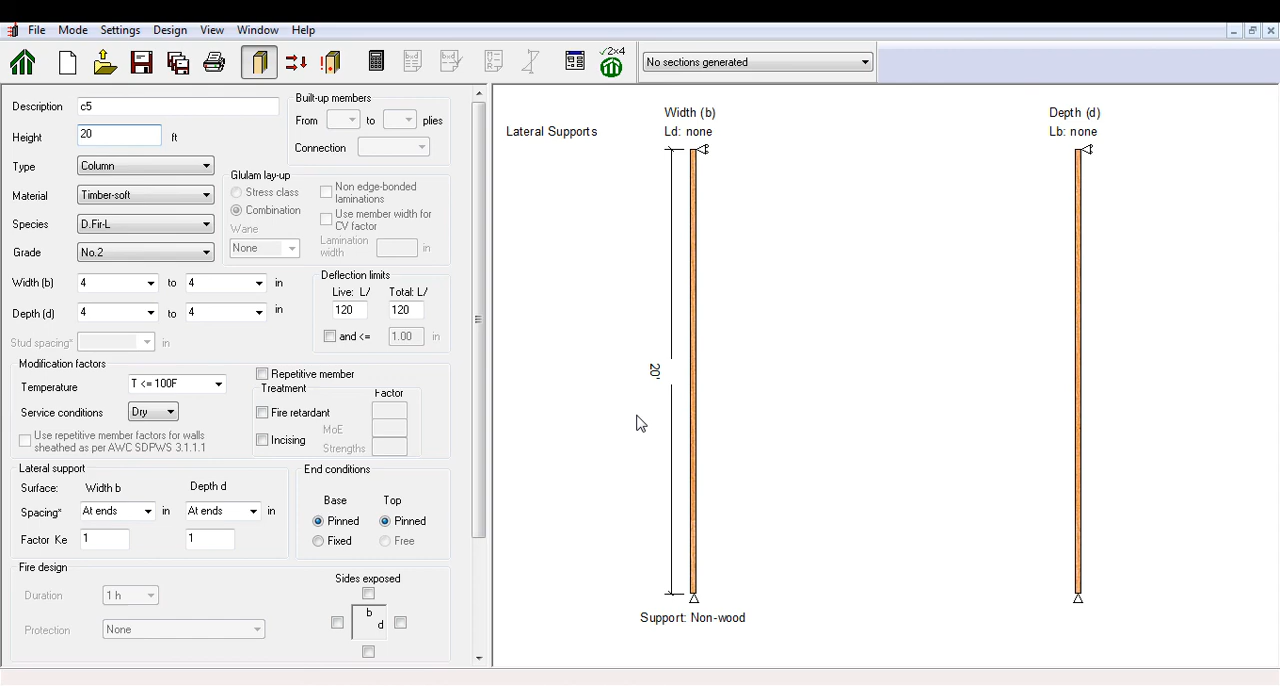 File Mode Settings Design View Window Help
✓2x4
No sections generated
Description c5
Height 20 ft
Type Column
Material Timber-soft
Species D.Fir-L
Grade No.2
Width (b) 4 to 4 in
Depth (d) 4 to 4 in
Stud spacing* in
Built-up members
From to plies
Connection
Glulam lay-up
Stress class
Combination
Wane
None
Non edge-bonded
laminations
Use member width for
CV factor
Lamination
width in
Deflection limits
Live: L/ Total: L/
120 120
and <= 1.00 in
Modification factors
Temperature T <= 100F
Service conditions Dry
Use repetitive member factors for walls
sheathed as per AWC SDPWS 3.1.1.1
Repetitive member
Treatment Factor
Fire retardant
MoE
Incising
Strengths
Lateral support
Surface: Width b Depth d
Spacing* At ends in At ends in
Factor Ke 1 1
End conditions
Base Top
Pinned Pinned
Fixed Free
Fire design
Duration 1 h
Protection None
Sides exposed
b
d
Lateral Supports
Width (b)
Ld: none
20'
Support: Non-wood
Depth (d)
Lb: none